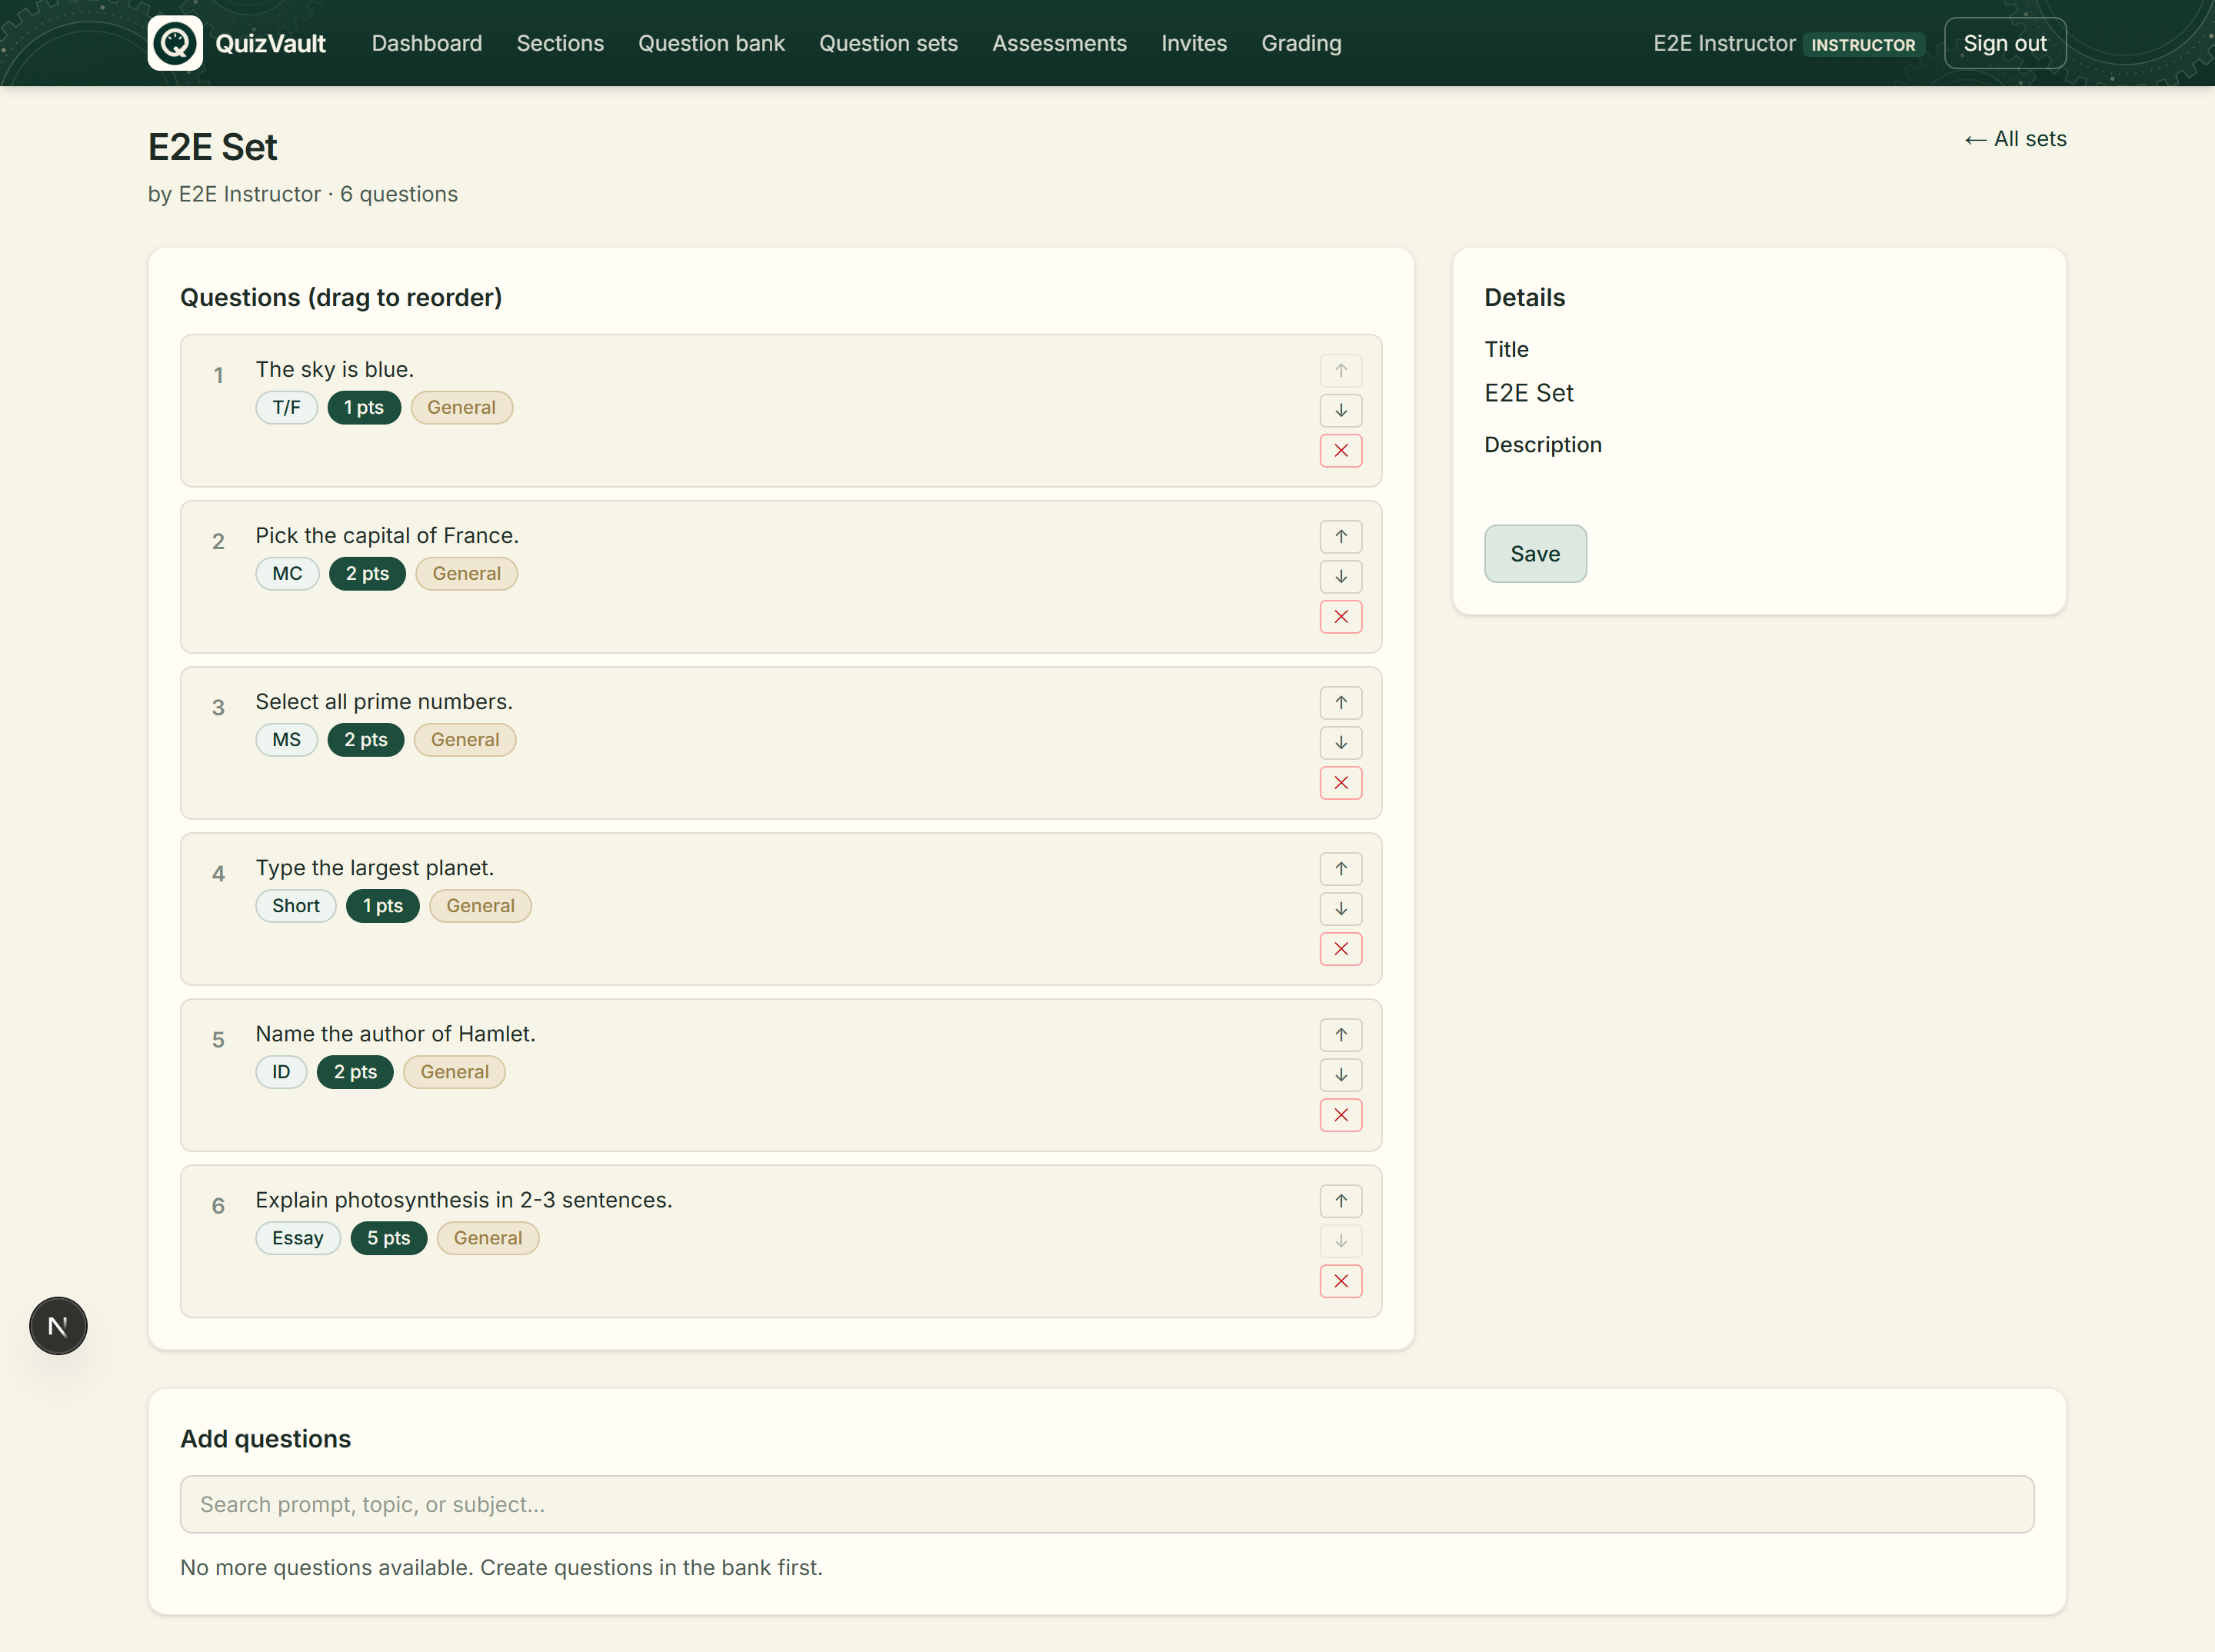 QuizVault Dashboard Sections Question bank Question sets Assessments Invites Grading E2E Instructor INSTRUCTOR Sign out
E2E Set
← All sets
by E2E Instructor · 6 questions
Questions (drag to reorder)
1 The sky is blue. ↑
T/F 1 pts General ↓
×
2 Pick the capital of France. ↑
MC 2 pts General ↓
×
3 Select all prime numbers. ↑
MS 2 pts General ↓
×
4 Type the largest planet. ↑
Short 1 pts General ↓
×
5 Name the author of Hamlet. ↑
ID 2 pts General ↓
×
6 Explain photosynthesis in 2-3 sentences. ↑
Essay 5 pts General ↓
×
Details
Title
E2E Set
Description
Save
N
Add questions
Search prompt, topic, or subject...
No more questions available. Create questions in the bank first.